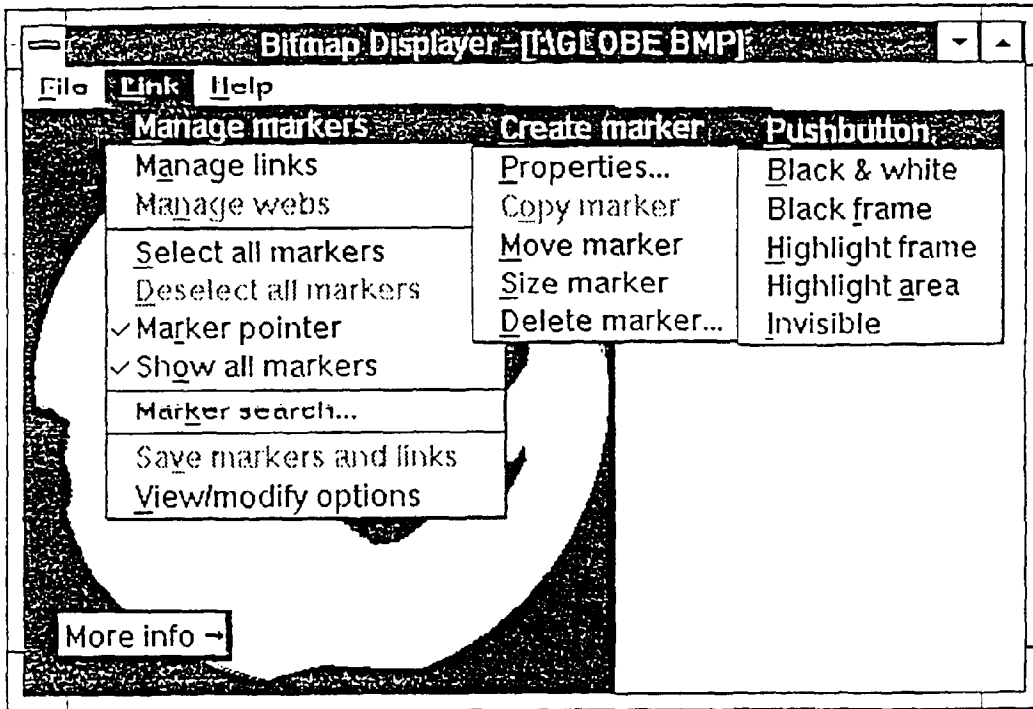 Bitmap Displayer - [I:\GLOBE.BMP]
File Link Help
Manage markers
Manage links
Manage webs
Select all markers
Deselect all markers
✓ Marker pointer
✓ Show all markers
Marker search...
Save markers and links
View/modify options
Create marker
Properties...
Copy marker
Move marker
Size marker
Delete marker...
Pushbutton
Black & white
Black frame
Highlight frame
Highlight area
Invisible
More info →